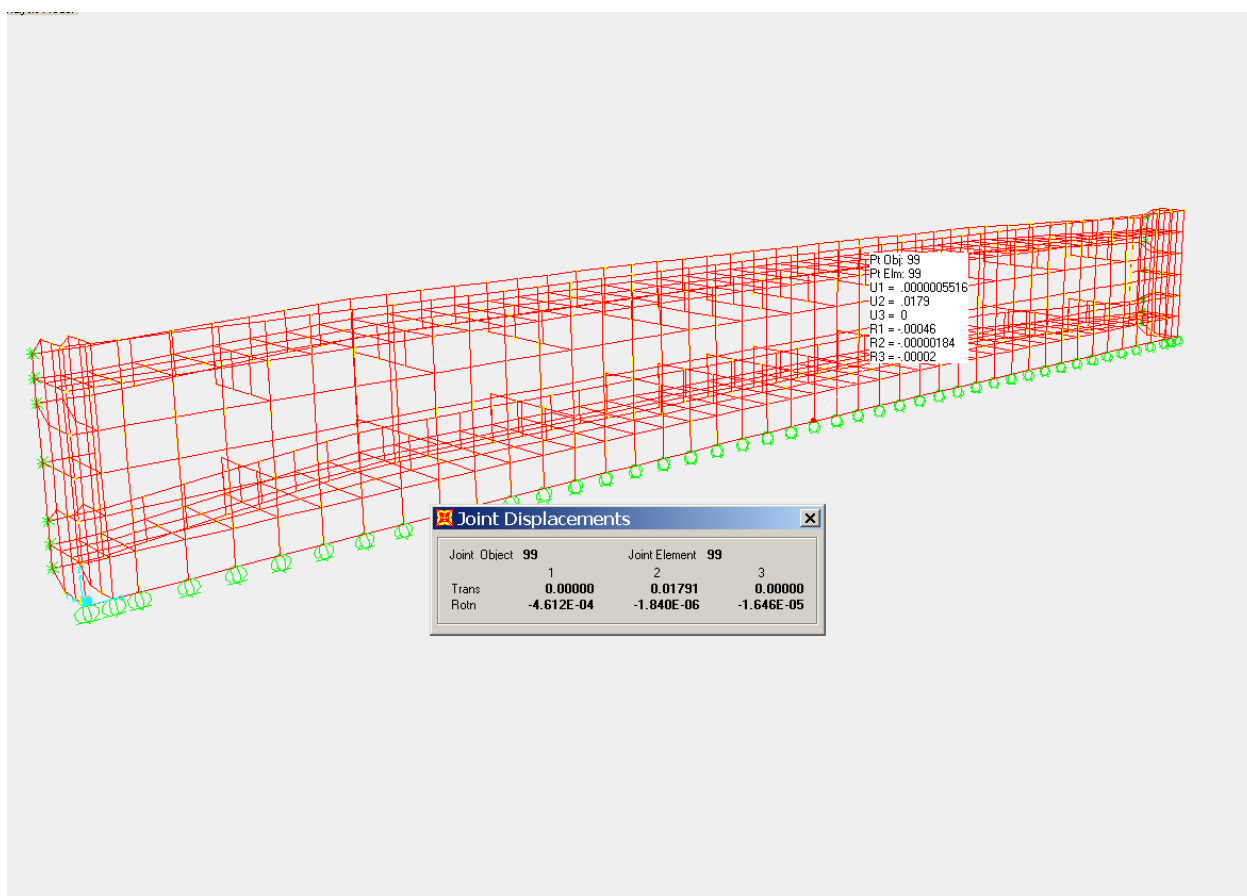 Pt Obj: 99
Pt Elm: 99
U1 = .0000005516
U2 = .0179
U3 = 0
R1 = -.00046
R2 = -.00000184
R3 = -.00002
Joint Displacements
Joint Object 99 Joint Element 99
1 2 3
Trans 0.00000 0.01791 0.00000
Rotn -4.612E-04 -1.840E-06 -1.646E-05